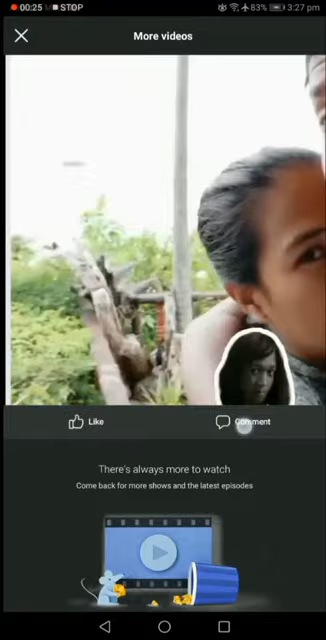 00:25 STOP
83% 3:27 pm
More videos
Like
Comment
There's always more to watch
Come back for more shows and the latest episodes